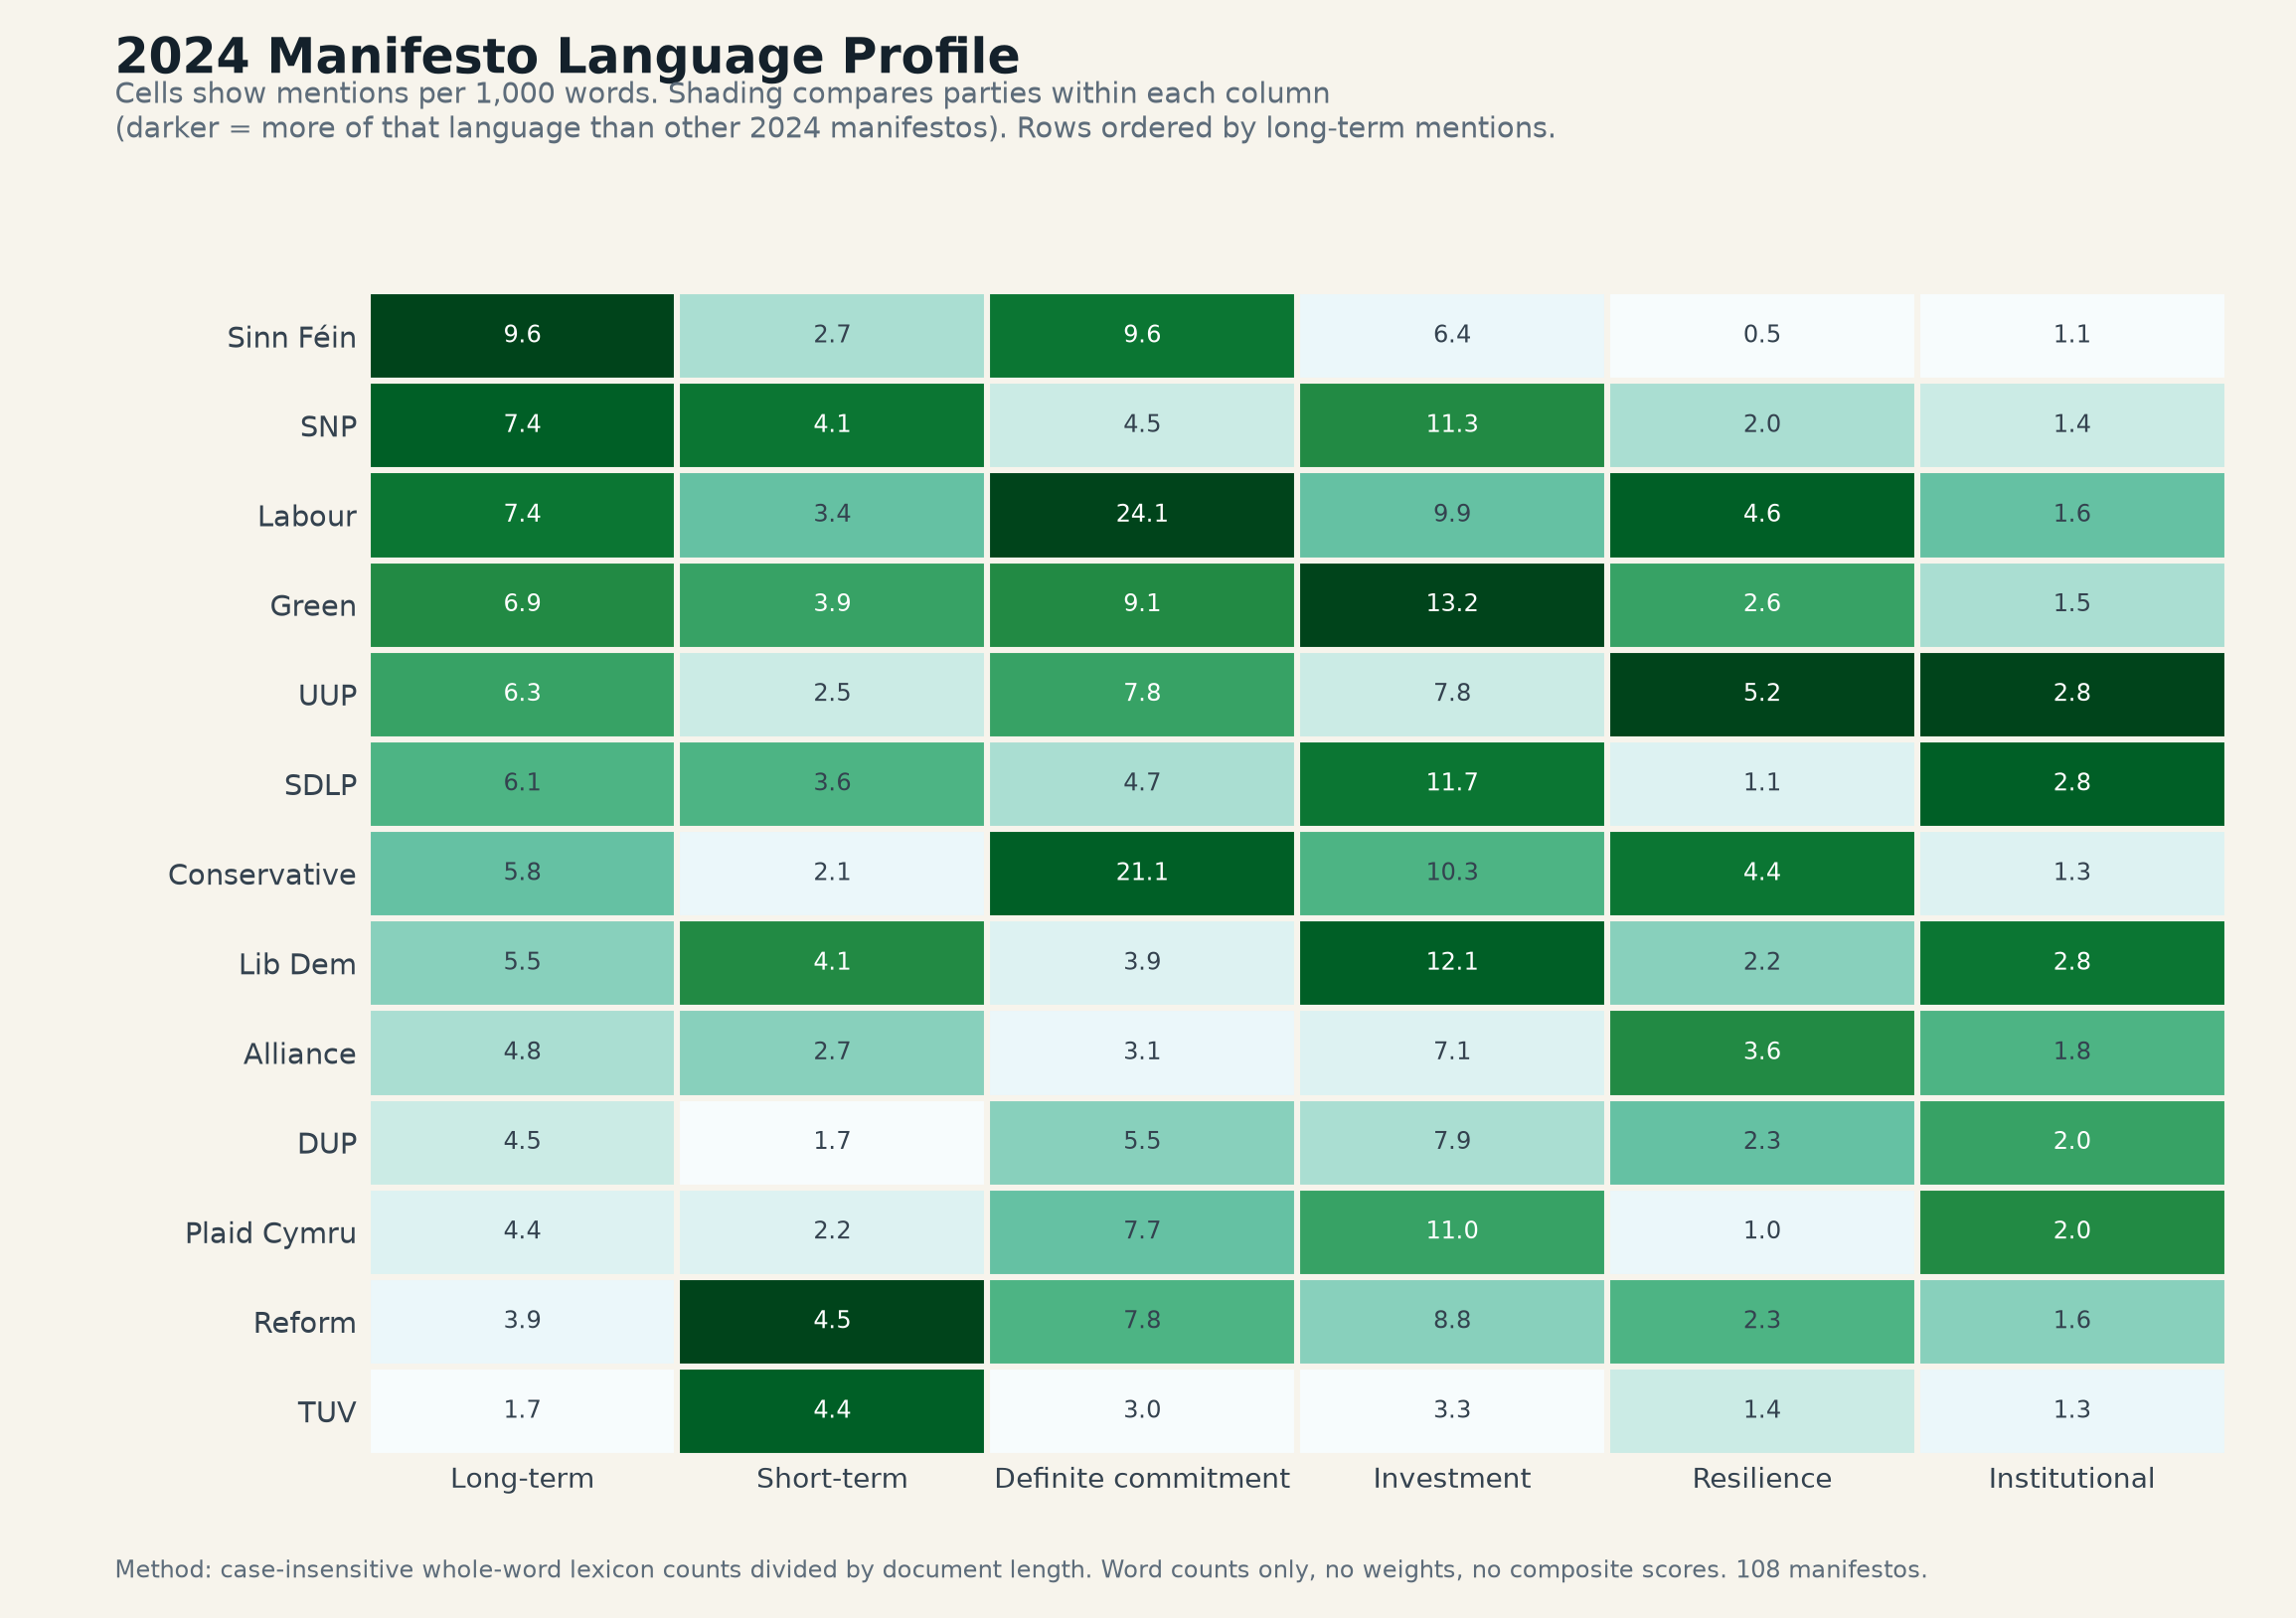 2024 Manifesto Language Profile
Cells show mentions per 1,000 words. Shading compares parties within each column
(darker = more of that language than other 2024 manifestos). Rows ordered by long-term mentions.
Sinn Féin 9.6 2.7 9.6 6.4 0.5 1.1
SNP 7.4 4.1 4.5 11.3 2.0 1.4
Labour 7.4 3.4 24.1 9.9 4.6 1.6
Green 6.9 3.9 9.1 13.2 2.6 1.5
UUP 6.3 2.5 7.8 7.8 5.2 2.8
SDLP 6.1 3.6 4.7 11.7 1.1 2.8
Conservative 5.8 2.1 21.1 10.3 4.4 1.3
Lib Dem 5.5 4.1 3.9 12.1 2.2 2.8
Alliance 4.8 2.7 3.1 7.1 3.6 1.8
DUP 4.5 1.7 5.5 7.9 2.3 2.0
Plaid Cymru 4.4 2.2 7.7 11.0 1.0 2.0
Reform 3.9 4.5 7.8 8.8 2.3 1.6
TUV 1.7 4.4 3.0 3.3 1.4 1.3
Long-term Short-term Definite commitment Investment Resilience Institutional
Method: case-insensitive whole-word lexicon counts divided by document length. Word counts only, no weights, no composite scores. 108 manifestos.